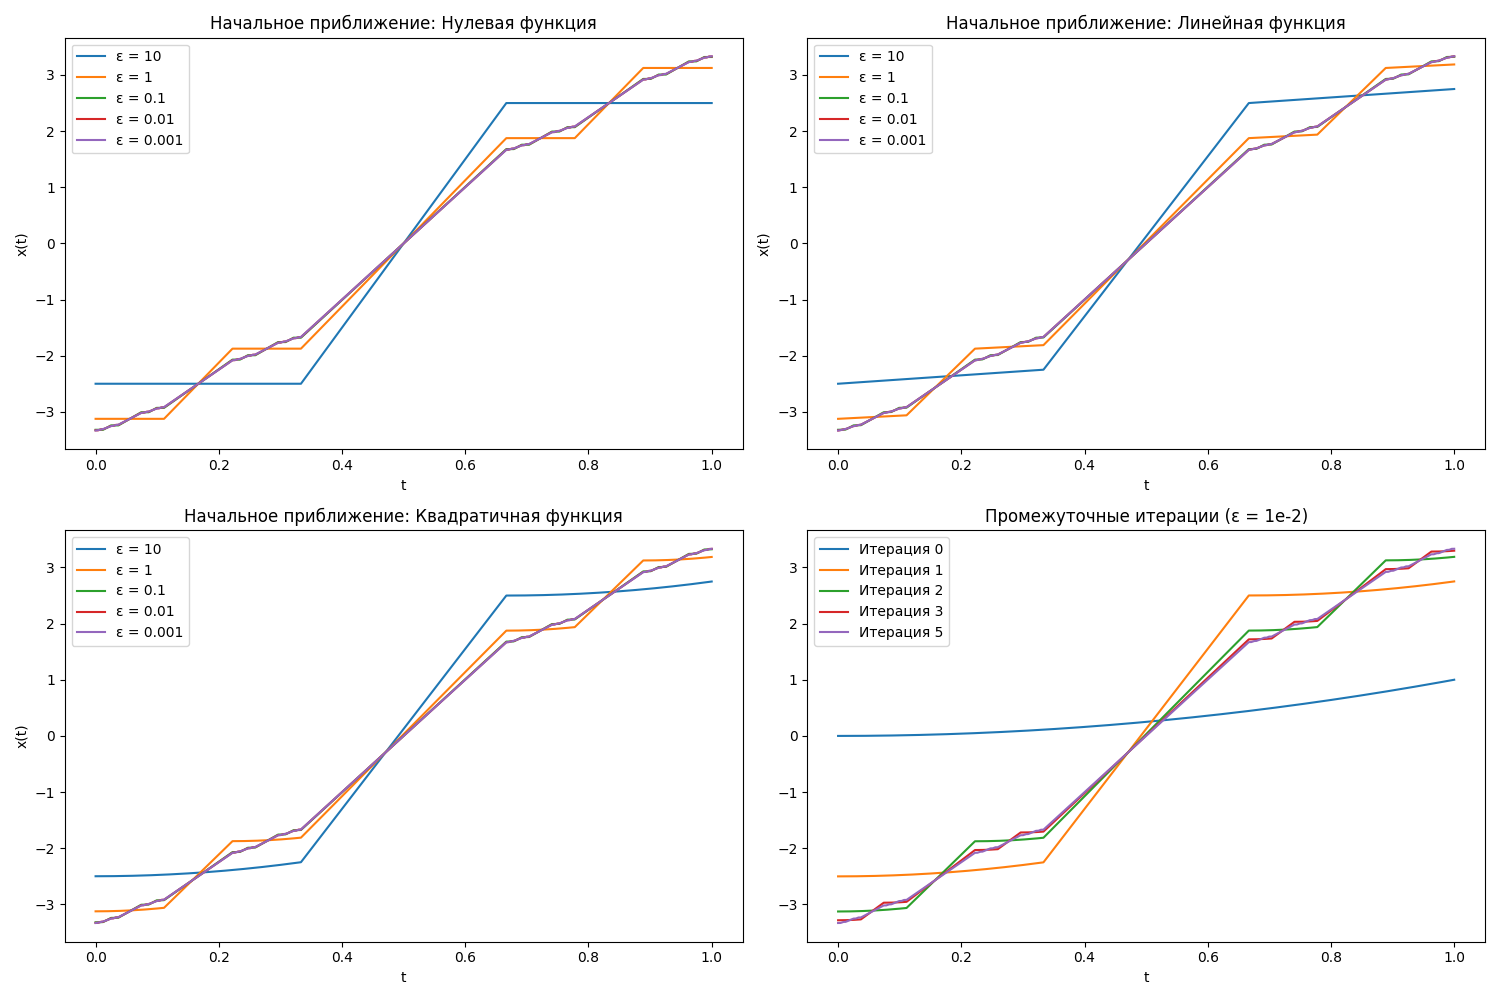 Начальное приближение: Нулевая функция
ε = 10
ε = 1
ε = 0.1
ε = 0.01
ε = 0.001
3
2
1
0
−1
−2
−3
x(t)
0.0
0.2
0.4
0.6
0.8
1.0
t
Начальное приближение: Линейная функция
ε = 10
ε = 1
ε = 0.1
ε = 0.01
ε = 0.001
3
2
1
0
−1
−2
−3
x(t)
0.0
0.2
0.4
0.6
0.8
1.0
t
Начальное приближение: Квадратичная функция
ε = 10
ε = 1
ε = 0.1
ε = 0.01
ε = 0.001
3
2
1
0
−1
−2
−3
x(t)
0.0
0.2
0.4
0.6
0.8
1.0
t
Промежуточные итерации (ε = 1e-2)
Итерация 0
Итерация 1
Итерация 2
Итерация 3
Итерация 5
3
2
1
0
−1
−2
−3
0.0
0.2
0.4
0.6
0.8
1.0
t